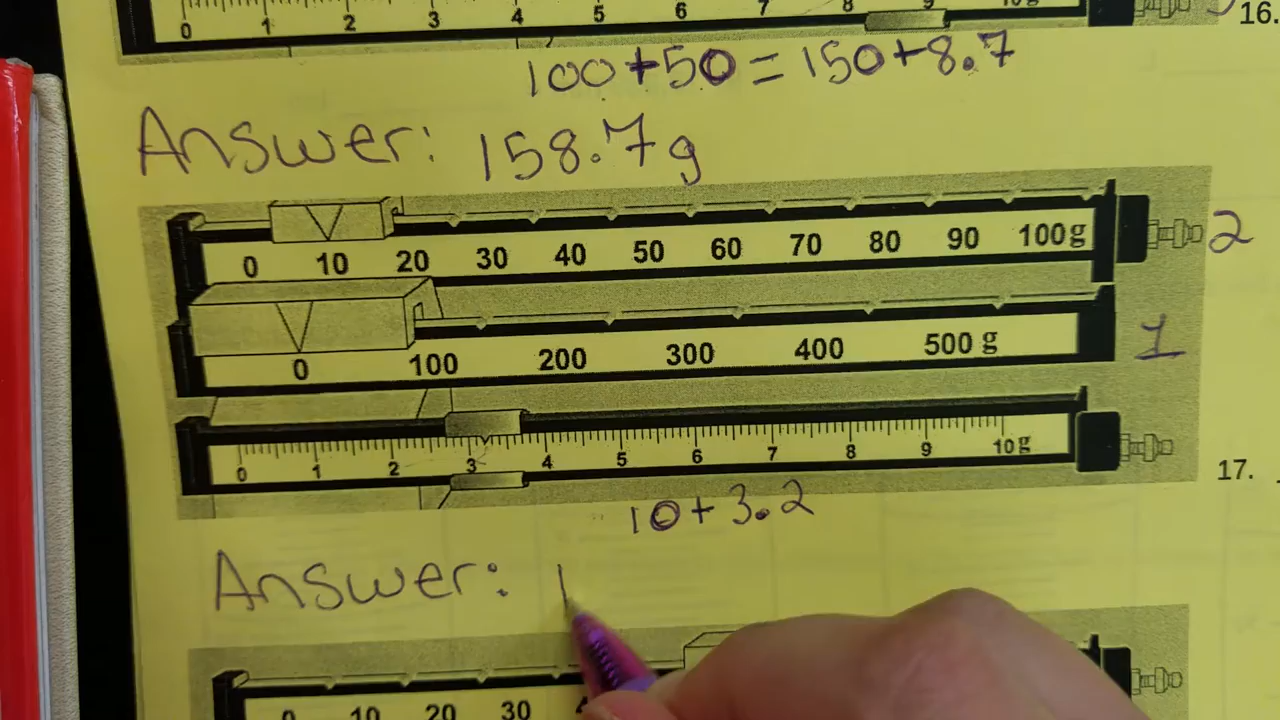 0 1 2 3 4 5 6 7 8 9 10 g
16.
100+50=150+8.7
Answer: 158.7g
0 10 20 30 40 50 60 70 80 90 100g
2
0 100 200 300 400 500 g
1
0 1 2 3 4 5 6 7 8 9 10g
17.
10+3.2
Answer: 1
0 10 20 30